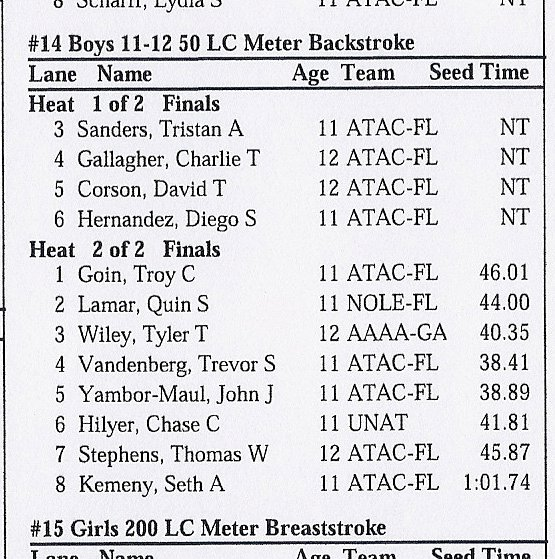 8 Scharff, Lydia S 11 ATAC-FL NT
#14 Boys 11-12 50 LC Meter Backstroke
Lane Name Age Team Seed Time
Heat 1 of 2 Finals
3 Sanders, Tristan A 11 ATAC-FL NT
4 Gallagher, Charlie T 12 ATAC-FL NT
5 Corson, David T 12 ATAC-FL NT
6 Hernandez, Diego S 11 ATAC-FL NT
Heat 2 of 2 Finals
1 Goin, Troy C 11 ATAC-FL 46.01
2 Lamar, Quin S 11 NOLE-FL 44.00
3 Wiley, Tyler T 12 AAAA-GA 40.35
4 Vandenberg, Trevor S 11 ATAC-FL 38.41
5 Yambor-Maul, John J 11 ATAC-FL 38.89
6 Hilyer, Chase C 11 UNAT 41.81
7 Stephens, Thomas W 12 ATAC-FL 45.87
8 Kemeny, Seth A 11 ATAC-FL 1:01.74
#15 Girls 200 LC Meter Breaststroke
Lane Name Age Team Seed Time